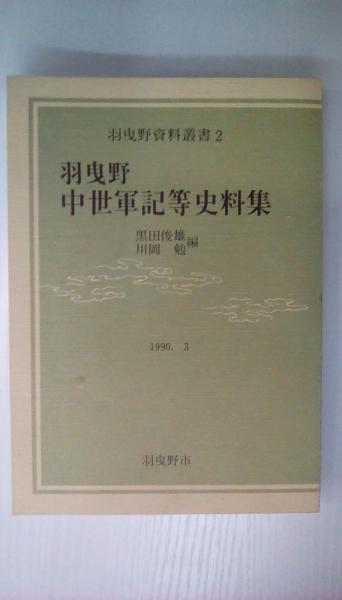 羽曳野資料叢書2
羽曳野
中世軍記等史料集
黒田俊雄
川岡 勉
編
1990. 3
羽曳野市